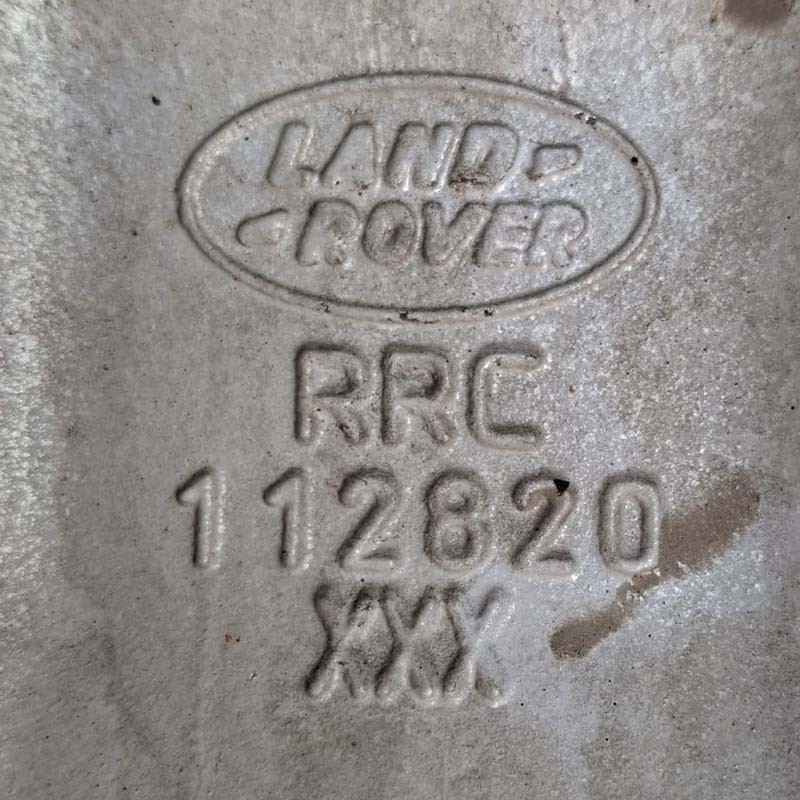 LAND
ROVER
RRC
112820
XXX